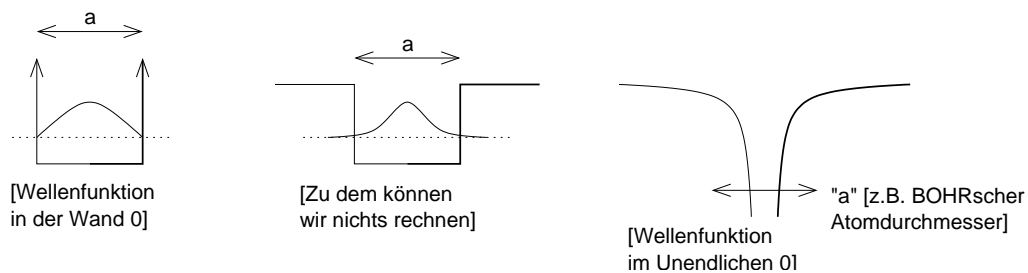 a
[Wellenfunktion
in der Wand 0]
a
[Zu dem können
wir nichts rechnen]
"a" [z.B. BOHRscher
Atomdurchmesser]
[Wellenfunktion
im Unendlichen 0]